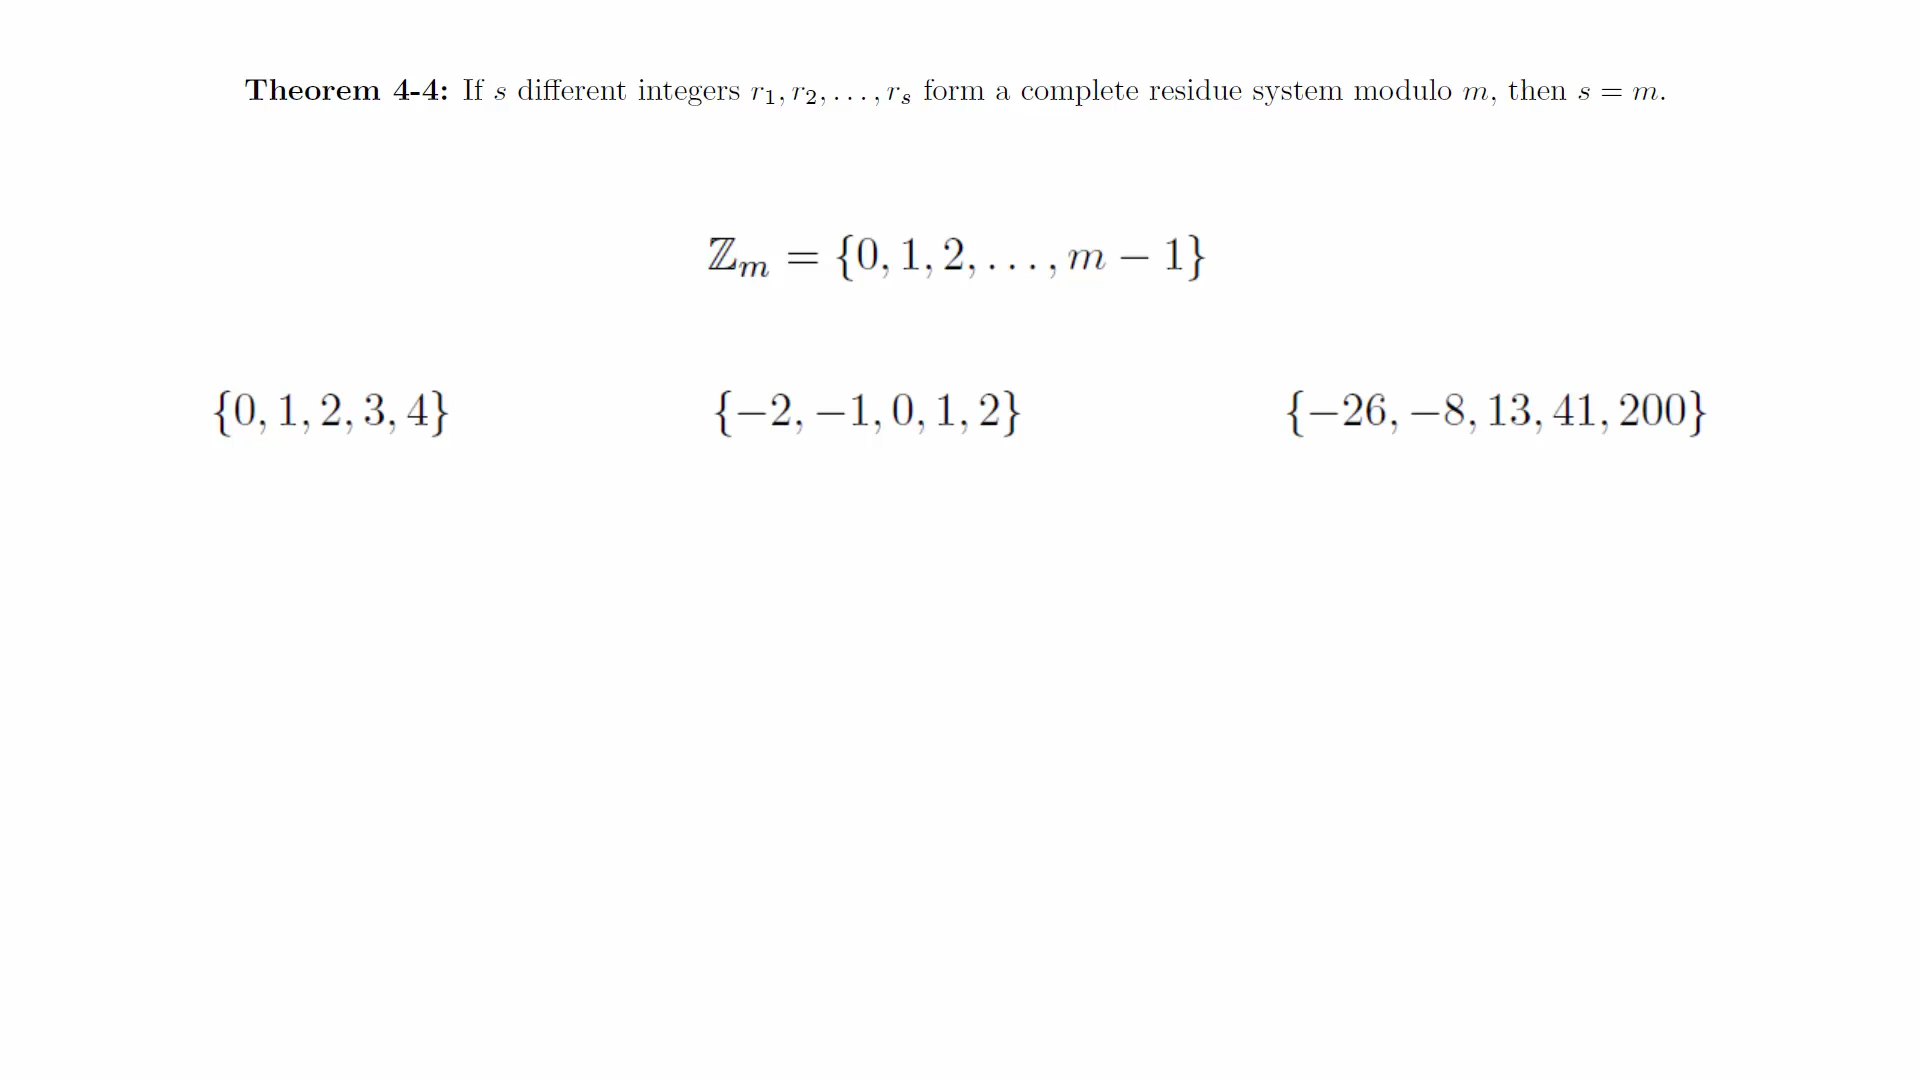 Theorem 4-4: If s different integers r₁, r₂, . . . , rₛ form a complete residue system modulo m, then s = m.
ℤₘ = {0, 1, 2, . . . , m − 1}
{0, 1, 2, 3, 4} {−2, −1, 0, 1, 2} {−26, −8, 13, 41, 200}